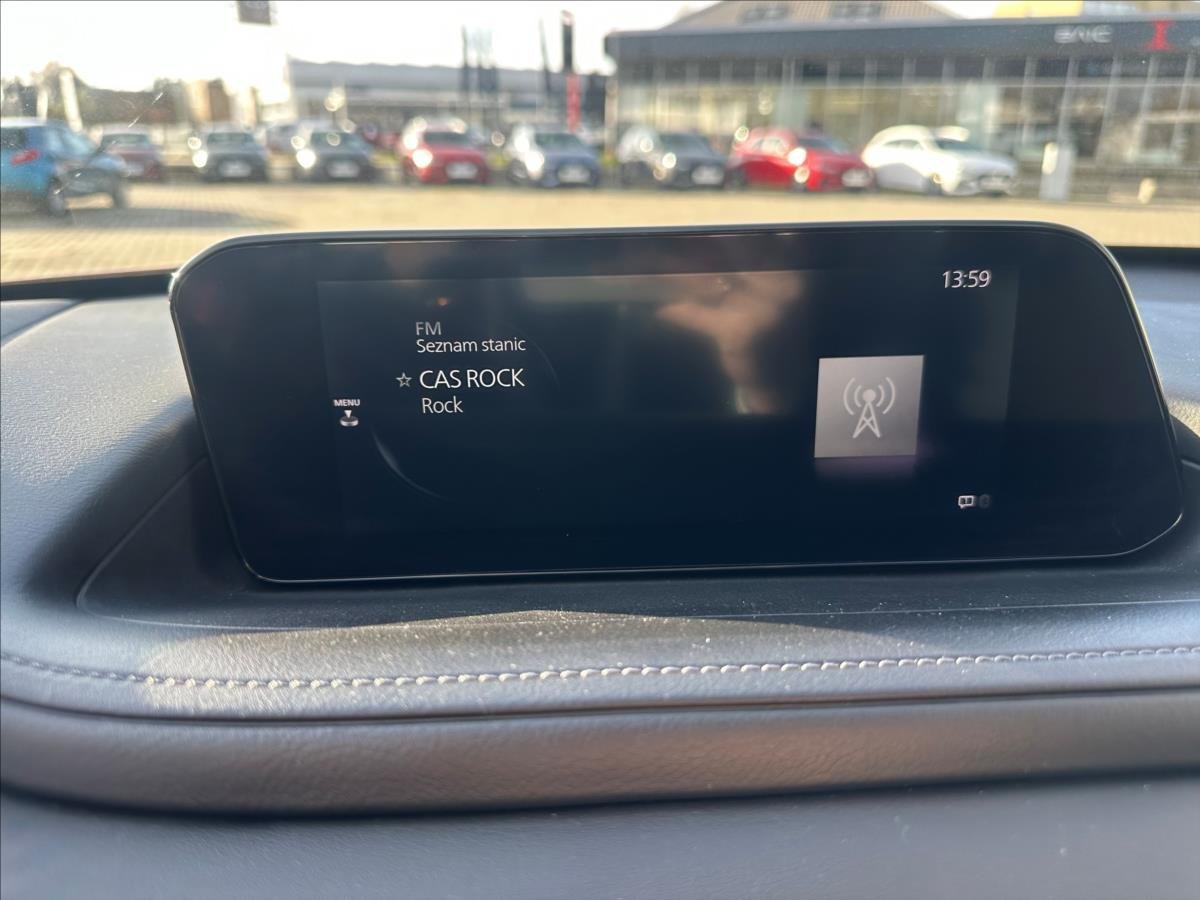 13:59
FM
Seznam stanic
CAS ROCK
Rock
MENU